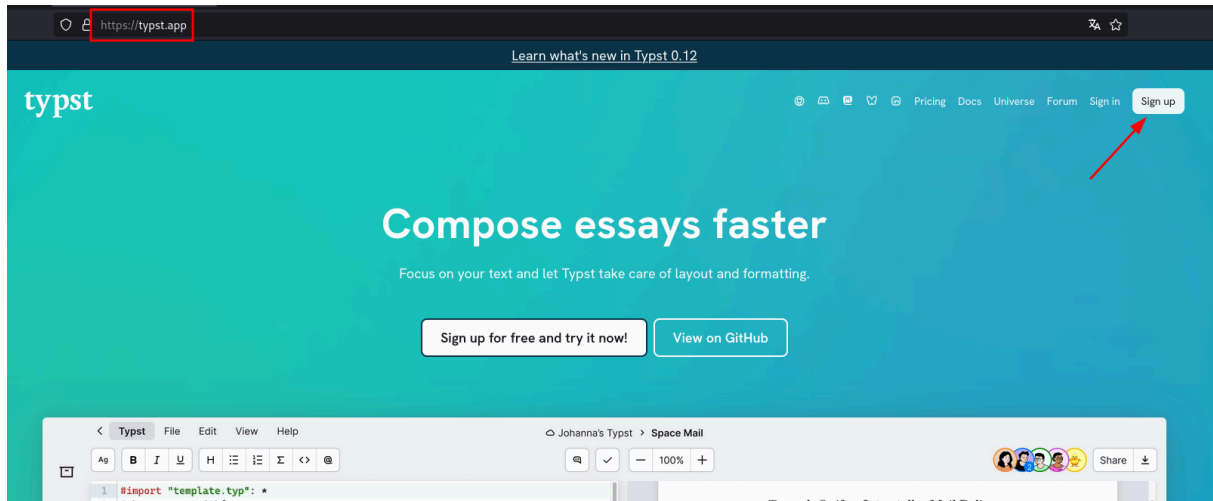 https://typst.app
Learn what's new in Typst 0.12
typst
Pricing Docs Universe Forum Sign in Sign up
Compose essays faster
Focus on your text and let Typst take care of layout and formatting.
Sign up for free and try it now! View on GitHub
Typst File Edit View Help Johanna's Typst > Space Mail
Ag B I U H Σ <> @ 100% Share
1 #import "template.typ": *